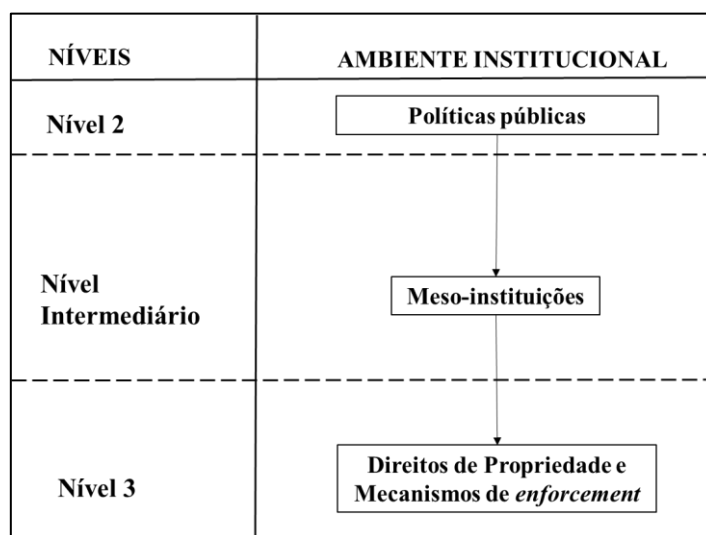 NÍVEIS
AMBIENTE INSTITUCIONAL
Nível 2
Políticas públicas
Nível
Intermediário
Meso-instituições
Nível 3
Direitos de Propriedade e
Mecanismos de enforcement